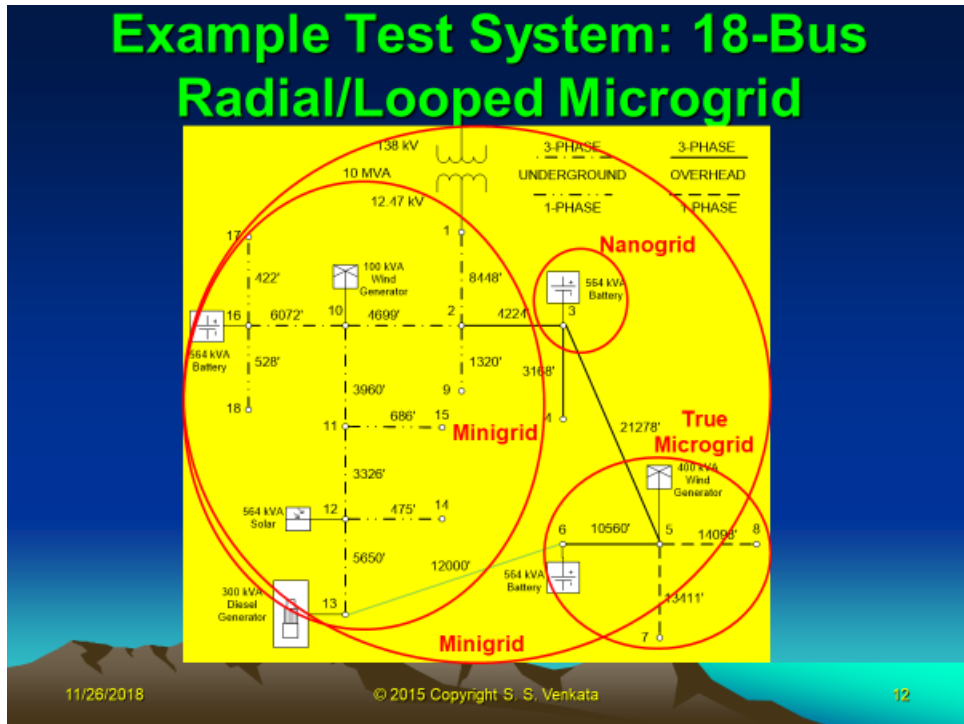 Example Test System: 18-Bus
Radial/Looped Microgrid
138 kV
3-PHASE
3-PHASE
10 MVA
UNDERGROUND
OVERHEAD
12.47 kV
1-PHASE
1-PHASE
17
1
Nanogrid
422'
100 kVA
Wind
Generator
8448'
564 kVA
Battery
16
6072'
10
4699'
2
4224'
3
564 kVA
Battery
528'
1320'
3168'
3960'
9
18
4
11
686'
15
Minigrid
21278'
True
Microgrid
3326'
400 kVA
Wind
Generator
564 kVA
Solar
12
475'
14
6
10560'
5
14093'
8
5650'
12000'
564 kVA
Battery
300 kVA
Diesel
Generator
13
13411'
7
Minigrid
11/26/2018
© 2015 Copyright S. S. Venkata
12